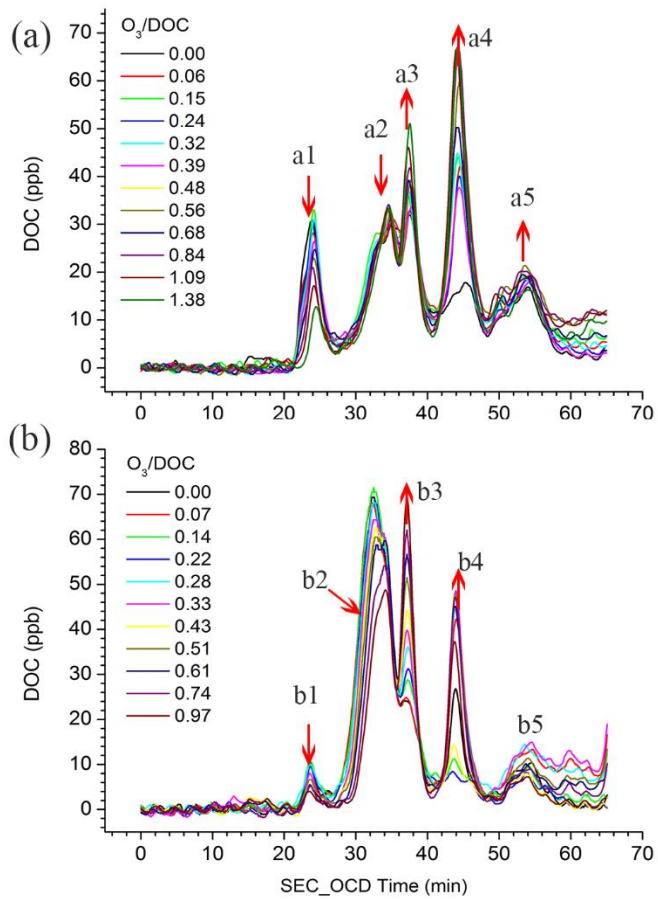 (a)
O₃/DOC
0.00
0.06
0.15
0.24
0.32
0.39
0.48
0.56
0.68
0.84
1.09
1.38
a1
a2
a3
a4
a5
DOC (ppb)
70
60
50
40
30
20
10
0
0 10 20 30 40 50 60 70
(b)
O₃/DOC
0.00
0.07
0.14
0.22
0.28
0.33
0.43
0.51
0.61
0.74
0.97
b1
b2
b3
b4
b5
DOC (ppb)
80
70
60
50
40
30
20
10
0
0 10 20 30 40 50 60 70
SEC_OCD Time (min)